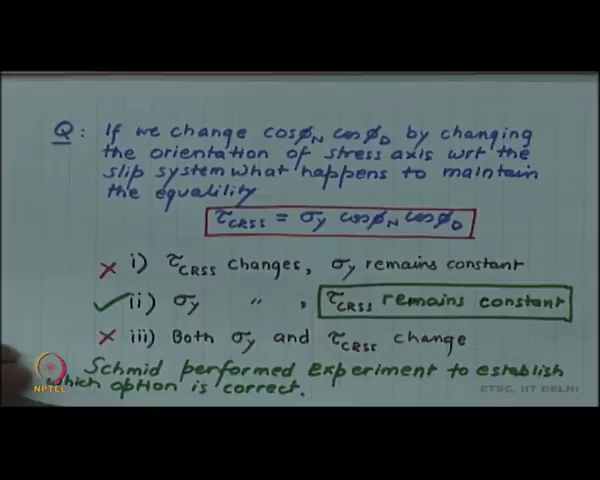 Q: If we change cosϕN cosϕD by changing
the orientation of stress axis wrt the
slip system what happens to maintain
the equalility
τCRSS = σy cosϕN cosϕD
× i) τCRSS changes, σy remains constant
✓ ii) σy " , τCRSS remains constant
× iii) Both σy and τCRSS change
Schmid performed Experiment to establish
which option is correct.
NPTEL
ETSC, IIT DELHI